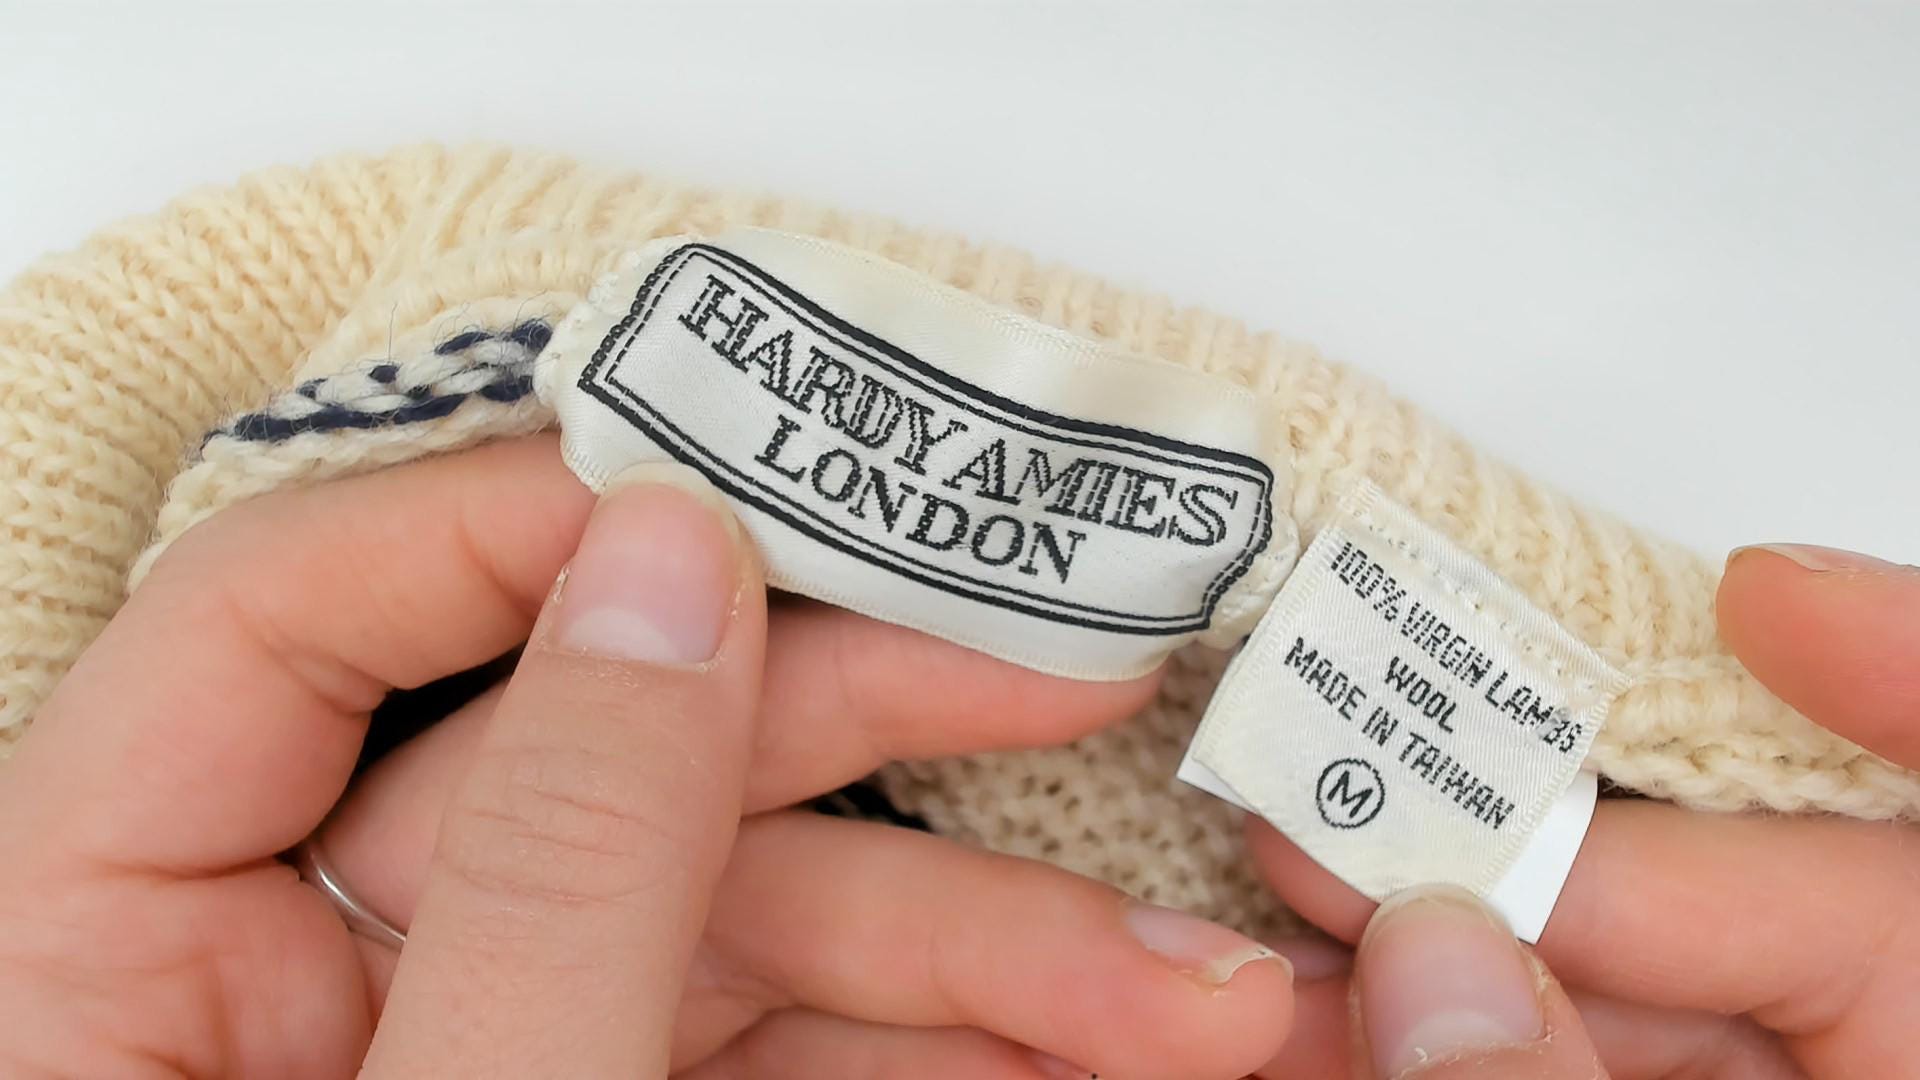 HARDY AMIES
LONDON
100% VIRGIN LAMBS
WOOL
MADE IN TAIWAN
M